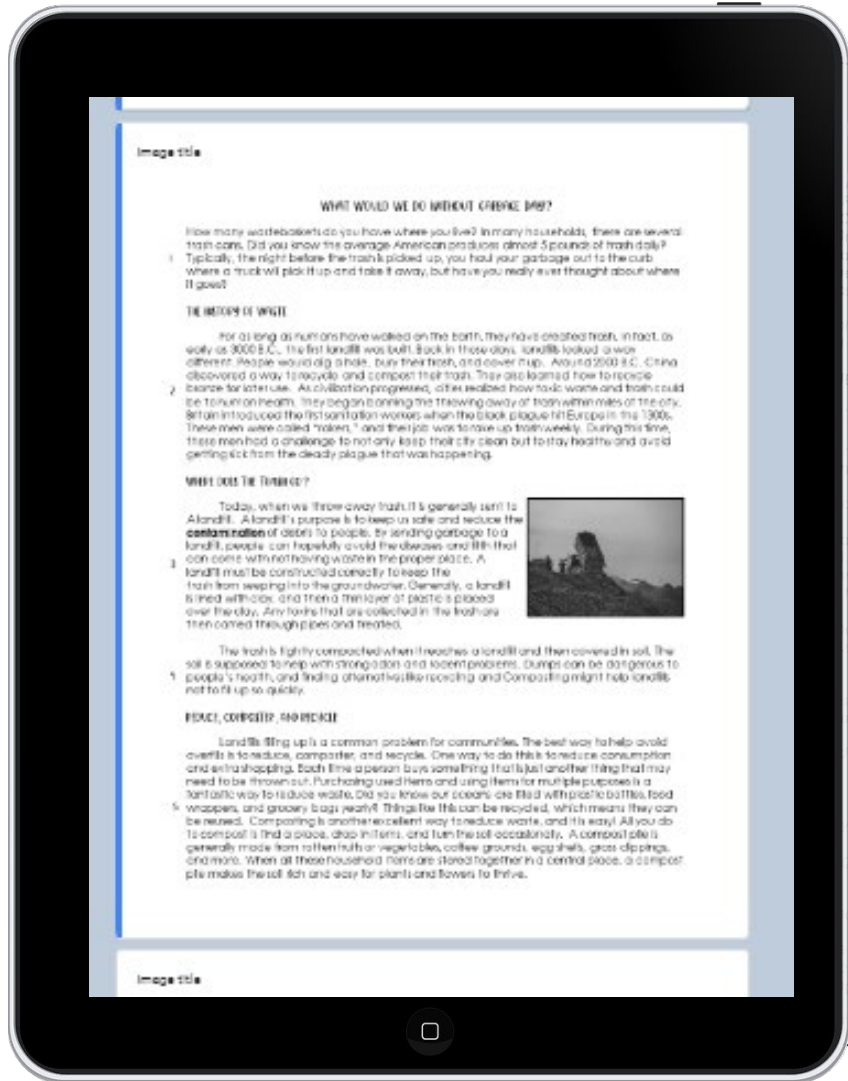 Image title
WHAT WOULD WE DO WITHOUT GARBAGE DAY?
How many wastebaskets do you have where you live? In many households, there are several
trash cans. Did you know the average American produces almost 5 pounds of trash daily?
1 Typically, the night before the trash is picked up, you haul your garbage out to the curb
where a truck will pick it up and take it away, but have you really ever thought about where
it goes?
THE HISTORY OF WASTE
For as long as humans have walked on the Earth, they have created trash. In fact, as
early as 3000 B.C., the first landfill was built. Back in those days, landfills looked a way
different. People would dig a hole, bury their trash, and cover it up. Around 2000 B.C. China
discovered a way to recycle and compost their trash. They also learned how to recycle
2 bronze for later use. As civilization progressed, cities realized how toxic waste and trash could
be to human health. They began banning the throwing away of trash within miles of the city.
Britain introduced the first sanitation workers when the black plague hit Europe in the 1300s.
These men were called "rakers," and their job was to rake up trash weekly. During this time,
these men had a challenge to not only keep their city clean but to stay healthy and avoid
getting sick from the deadly plague that was happening.
WHERE DOES THE TRASH GO?
Today, when we throw away trash, it is generally sent to
A landfill. A landfill's purpose is to keep us safe and reduce the
contamination of debris to people. By sending garbage to a
landfill, people can hopefully avoid the diseases and filth that
3 can come with not having waste in the proper place. A
landfill must be constructed correctly to keep the
trash from seeping into the groundwater. Generally, a landfill
is lined with clay, and then a thin layer of plastic is placed
over the clay. Any toxins that are collected in the trash are
then carried through pipes and treated.
The trash is tightly compacted when it reaches a landfill and then covered in soil. The
soil is supposed to help with strong odors and rodent problems. Dumps can be dangerous to
4 people's health, and finding alternatives like recycling and Composting might help landfills
not to fill up so quickly.
REDUCE, COMPOSTER, AND RECYCLE
Landfills filling up is a common problem for communities. The best way to help avoid
overfills is to reduce, composter, and recycle. One way to do this is to reduce consumption
and extra shopping. Each time a person buys something that is just another thing that may
need to be thrown out. Purchasing used items and using items for multiple purposes is a
fantastic way to reduce waste. Did you know our oceans are filled with plastic bottles, food
5 wrappers, and grocery bags yearly? Things like this can be recycled, which means they can
be reused. Composting is another excellent way to reduce waste, and it is easy! All you do
to compost is find a place, drop in items, and turn the soil occasionally. A compost pile is
generally made from rotten fruits or vegetables, coffee grounds, egg shells, grass clippings,
and more. When all these household items are stored together in a central place, a compost
pile makes the soil rich and easy for plants and flowers to thrive.
Image title